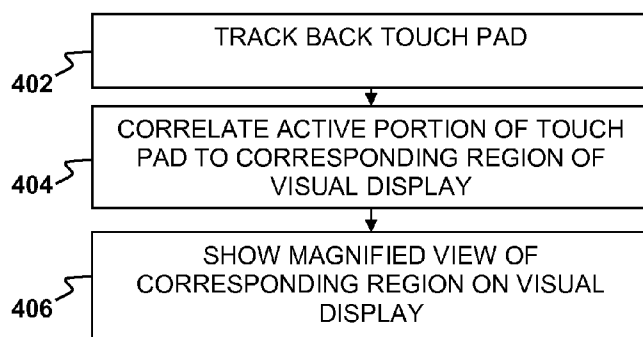 TRACK BACK TOUCH PAD
402
CORRELATE ACTIVE PORTION OF TOUCH
PAD TO CORRESPONDING REGION OF
VISUAL DISPLAY
404
SHOW MAGNIFIED VIEW OF
CORRESPONDING REGION ON VISUAL
DISPLAY
406